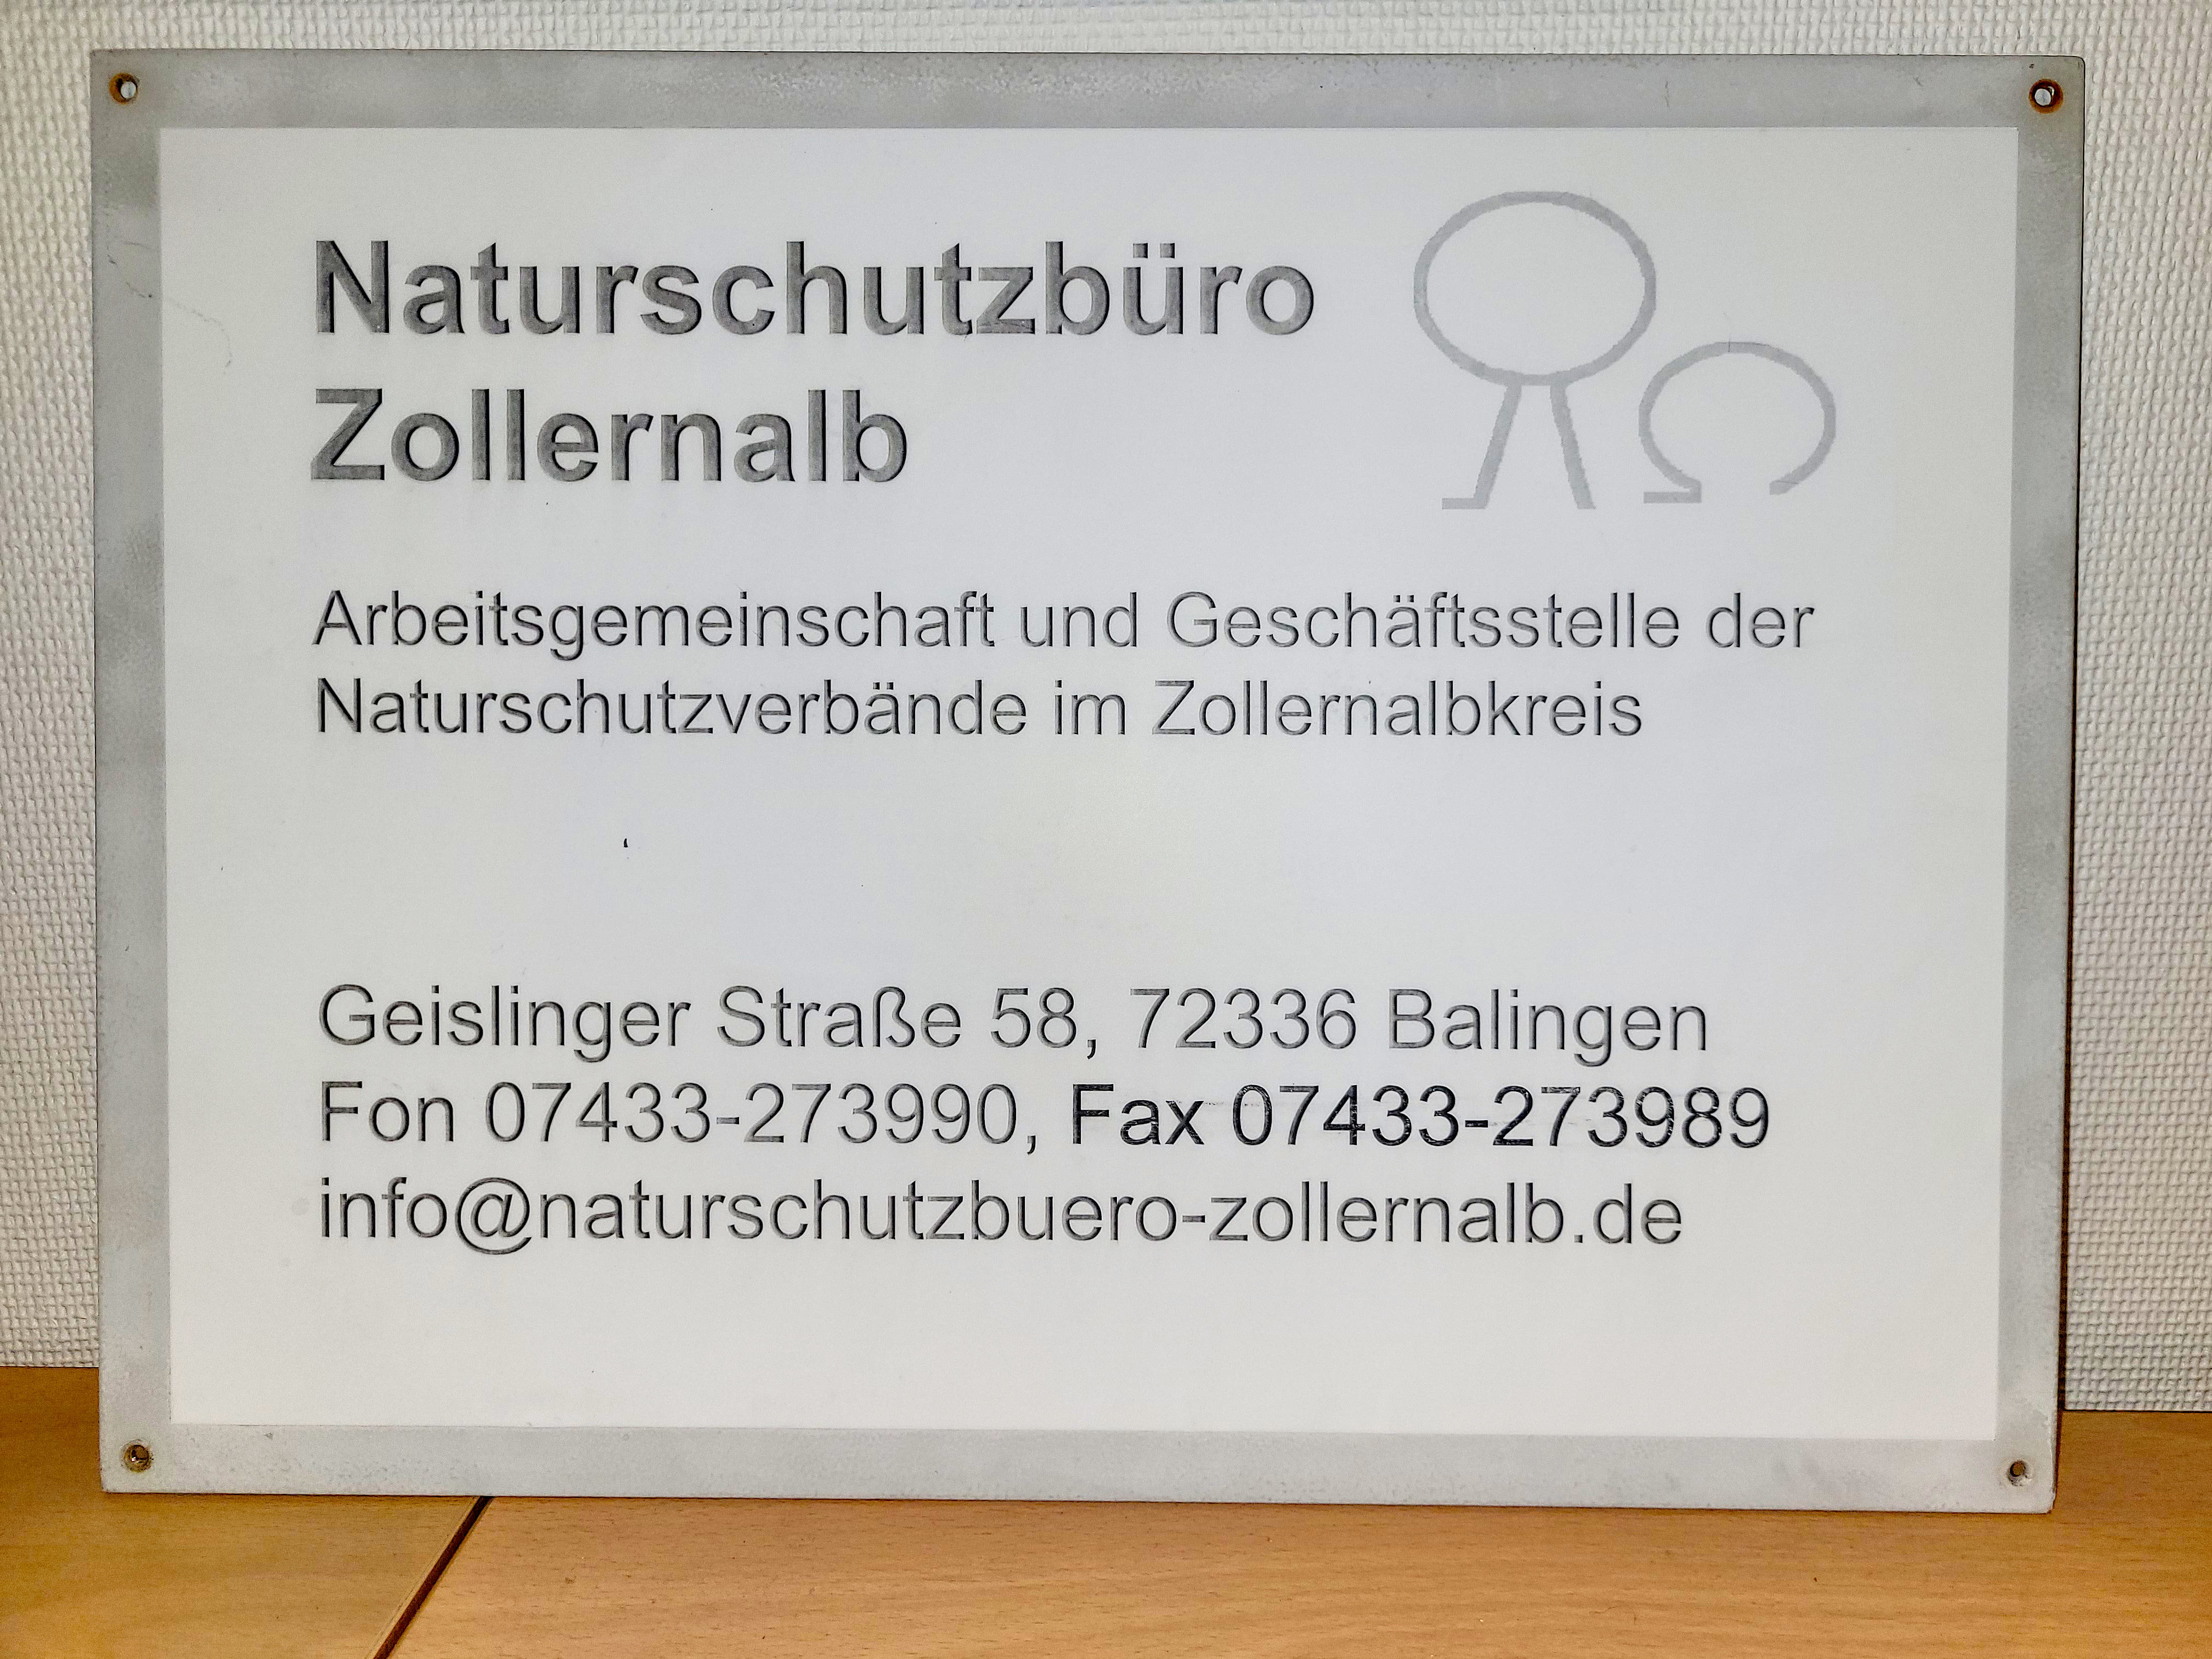 Naturschutzbüro
Zollernalb
Arbeitsgemeinschaft und Geschäftsstelle der
Naturschutzverbände im Zollernalbkreis
Geislinger Straße 58, 72336 Balingen
Fon 07433-273990, Fax 07433-273989
info@naturschutzbuero-zollernalb.de